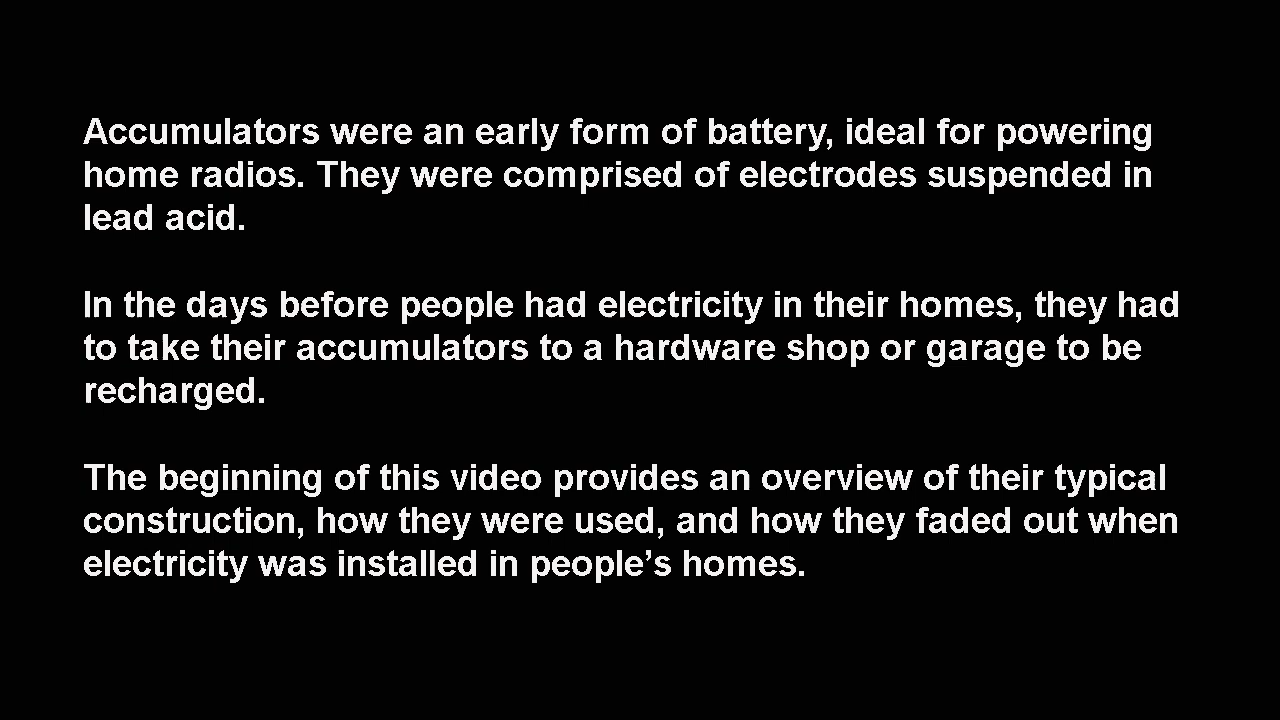 Accumulators were an early form of battery, ideal for powering
home radios. They were comprised of electrodes suspended in
lead acid.
In the days before people had electricity in their homes, they had
to take their accumulators to a hardware shop or garage to be
recharged.
The beginning of this video provides an overview of their typical
construction, how they were used, and how they faded out when
electricity was installed in people’s homes.